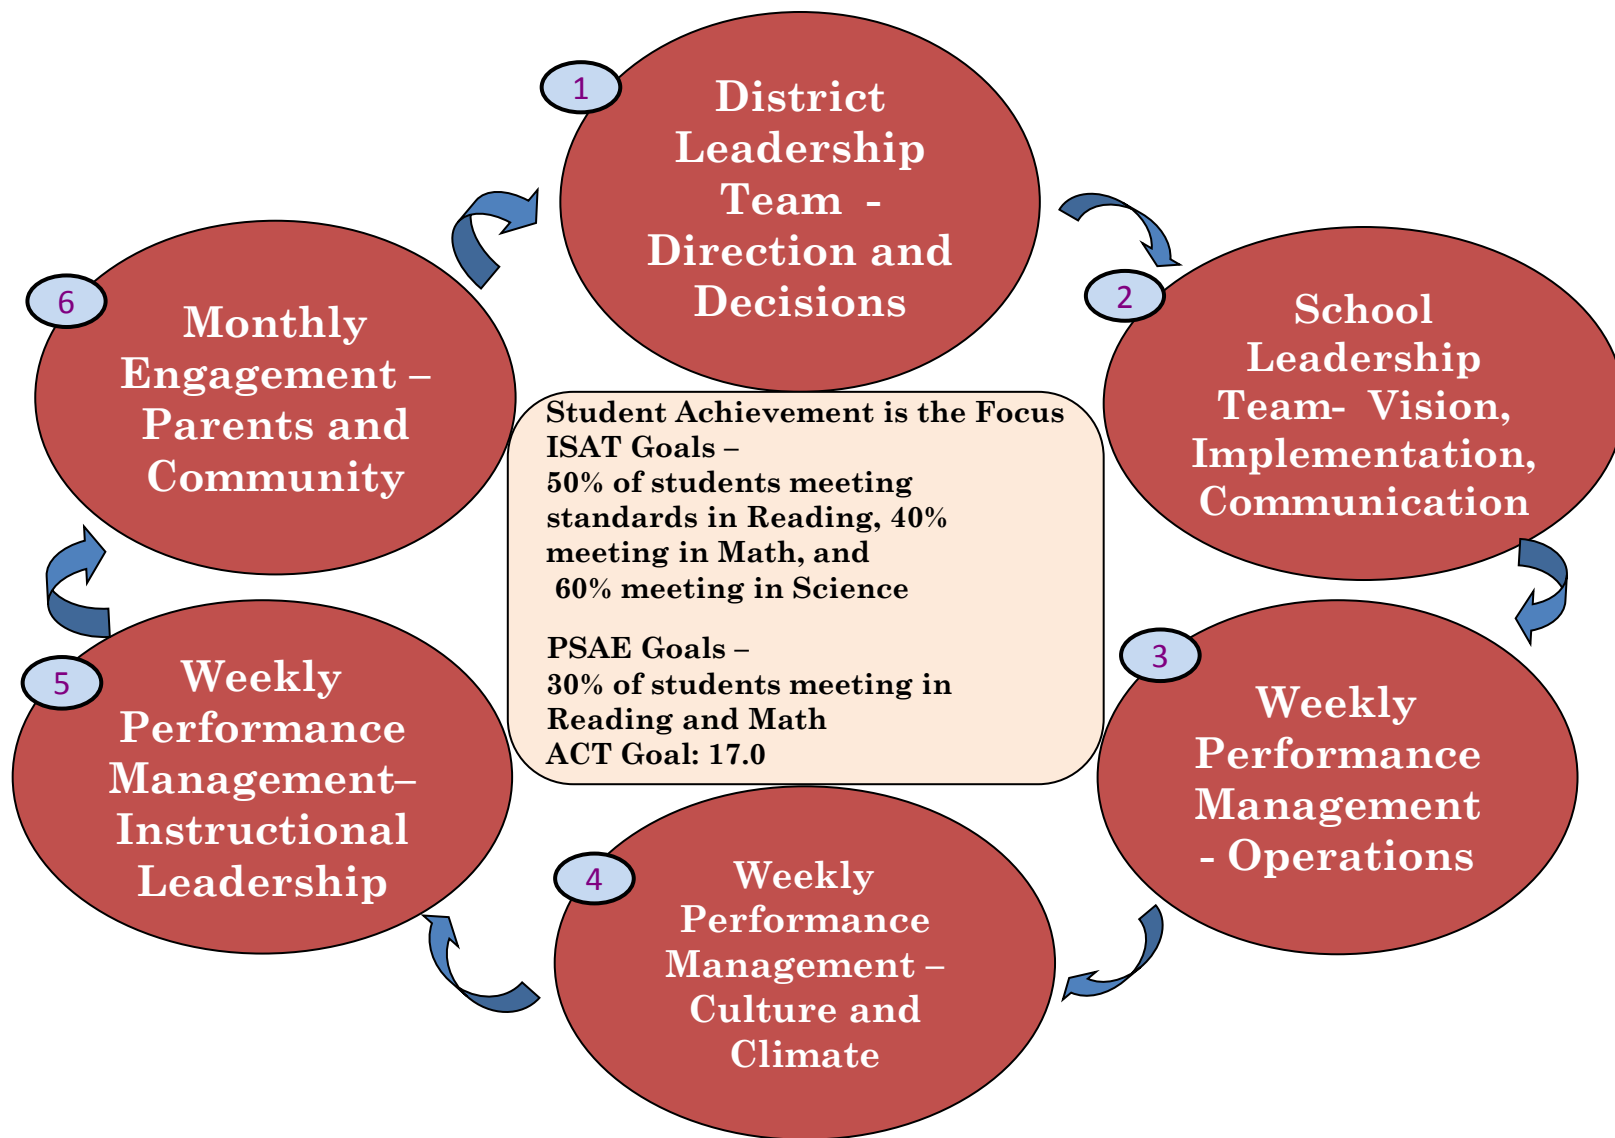 1
District
Leadership
Team -
Direction and
Decisions
2
School
Leadership
Team- Vision,
Implementation,
Communication
3
Weekly
Performance
Management
- Operations
4
Weekly
Performance
Management –
Culture and
Climate
5
Weekly
Performance
Management–
Instructional
Leadership
6
Monthly
Engagement –
Parents and
Community
Student Achievement is the Focus
ISAT Goals –
50% of students meeting
standards in Reading, 40%
meeting in Math, and
60% meeting in Science
PSAE Goals –
30% of students meeting in
Reading and Math
ACT Goal: 17.0